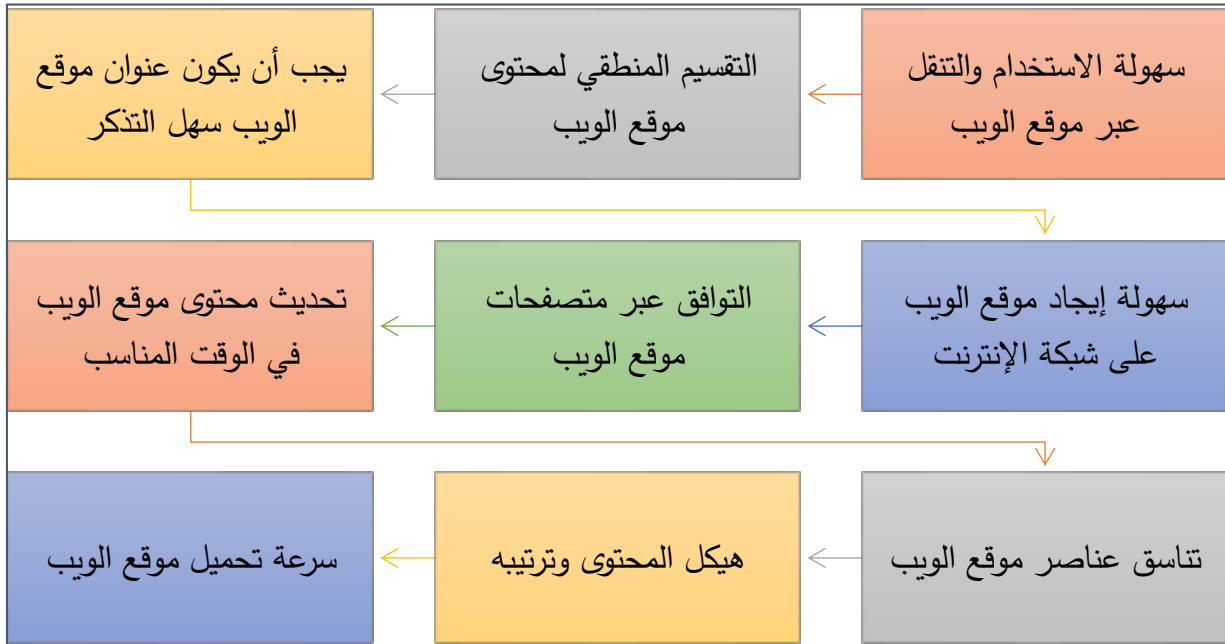 سهولة الاستخدام والتنقل
عبر موقع الويب
التقسيم المنطقي لمحتوى
موقع الويب
يجب أن يكون عنوان موقع
الويب سهل التذكر
سهولة إيجاد موقع الويب
على شبكة الإنترنت
التوافق عبر متصفحات
موقع الويب
تحديث محتوى موقع الويب
في الوقت المناسب
تناسق عناصر موقع الويب
هيكل المحتوى وترتيبه
سرعة تحميل موقع الويب